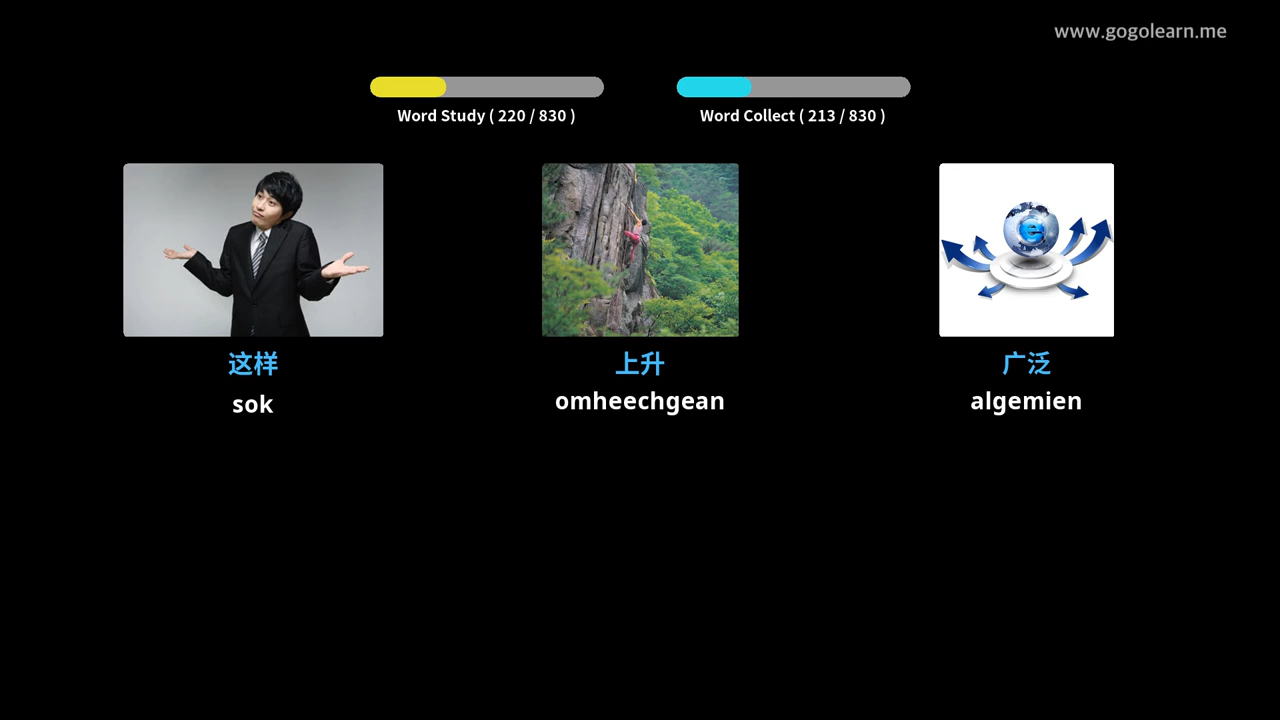 www.gogolearn.me
Word Study ( 220 / 830 )
Word Collect ( 213 / 830 )
这样
sok
上升
omheechgean
广泛
algemien